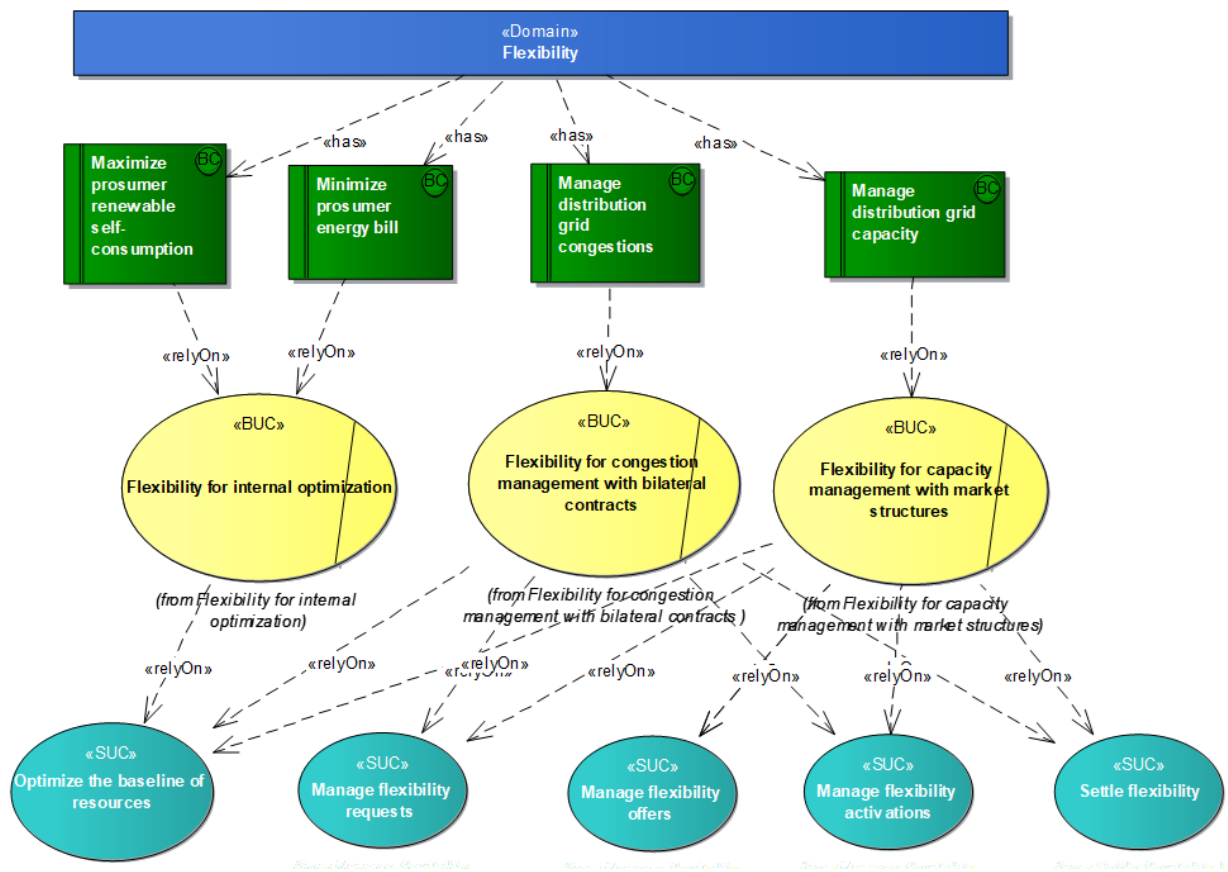 «Domain»
Flexibility
«has»
«has»
«has»
«has»
Maximize
prosumer
renewable
self-
consumption
BC
Minimize
prosumer
energy bill
BC
Manage
distribution
grid
congestions
BC
Manage
distribution grid
capacity
BC
«relyOn»
«relyOn»
«relyOn»
«relyOn»
«BUC»
Flexibility for internal optimization
«BUC»
Flexibility for congestion
management with bilateral
contracts
«BUC»
Flexibility for capacity
management with market
structures
(from Flexibility for internal
optimization)
(from Flexibility for congestion
management with bilateral contracts )
(from Flexibility for capacity
management with market structures)
«relyOn»
«relyOn»
«relyOn»
«relyOn»
«relyOn»
«relyOn»
«relyOn»
«relyOn»
«SUC»
Optimize the baseline of
resources
«SUC»
Manage flexibility
requests
«SUC»
Manage flexibility
offers
«SUC»
Manage flexibility
activations
«SUC»
Settle flexibility